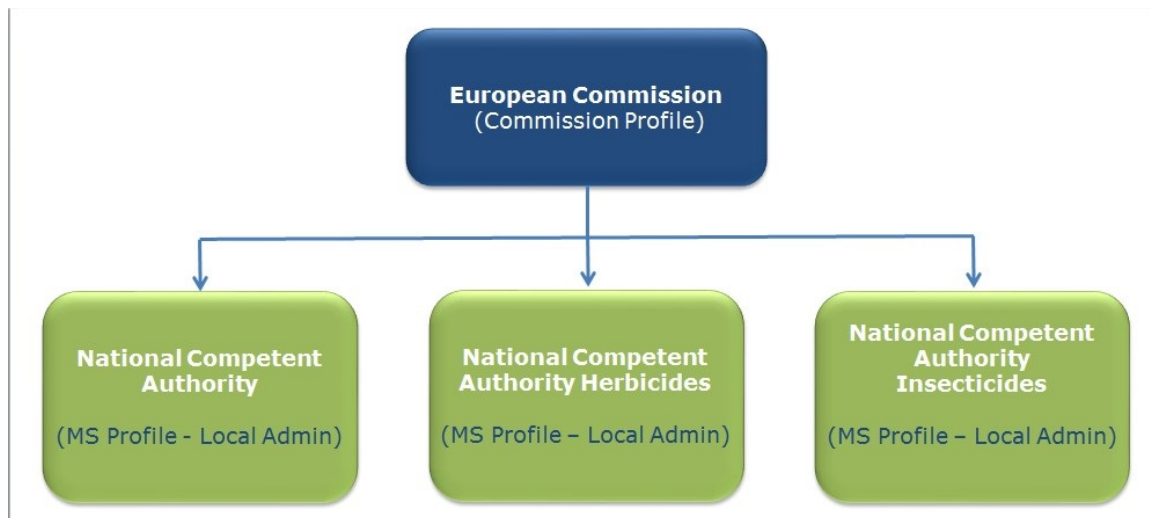 European Commission
(Commission Profile)
National Competent
Authority
(MS Profile - Local Admin)
National Competent
Authority Herbicides
(MS Profile – Local Admin)
National Competent
Authority
Insecticides
(MS Profile – Local Admin)